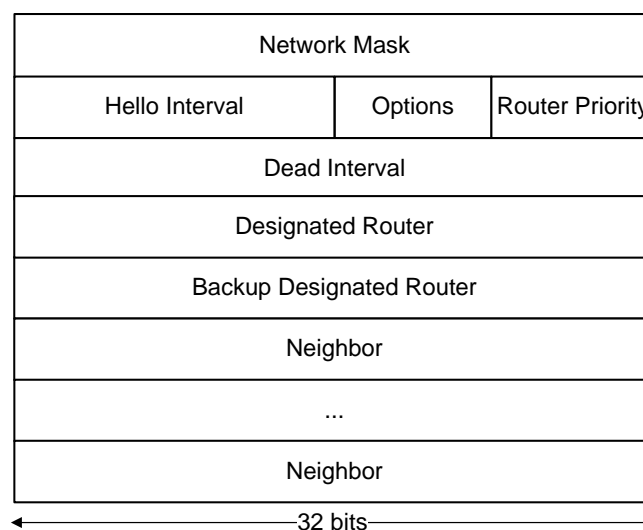 Network Mask
Hello Interval Options Router Priority
Dead Interval
Designated Router
Backup Designated Router
Neighbor
...
Neighbor
32 bits